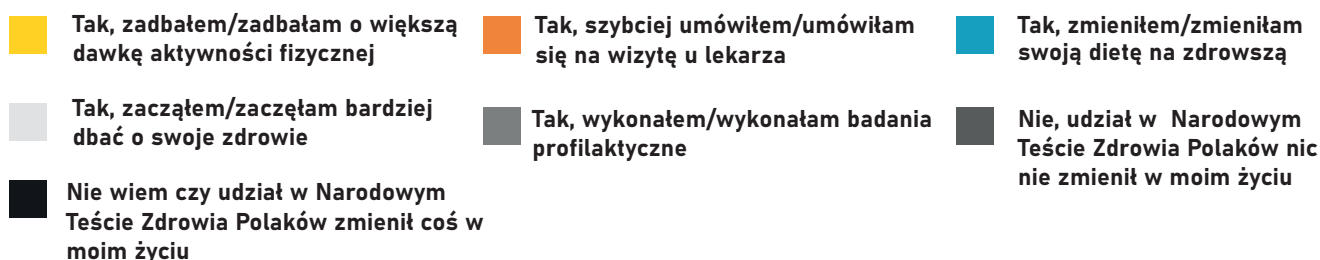 Tak, zadbałem/zadbałam o większą
dawkę aktywności fizycznej
Tak, szybciej umówiłem/umówiłam
się na wizytę u lekarza
Tak, zmieniłem/zmieniłam
swoją dietę na zdrowszą
Tak, zacząłem/zaczęłam bardziej
dbać o swoje zdrowie
Tak, wykonałem/wykonałam badania
profilaktyczne
Nie, udział w Narodowym
Teście Zdrowia Polaków nic
nie zmienił w moim życiu
Nie wiem czy udział w Narodowym
Teście Zdrowia Polaków zmienił coś w
moim życiu